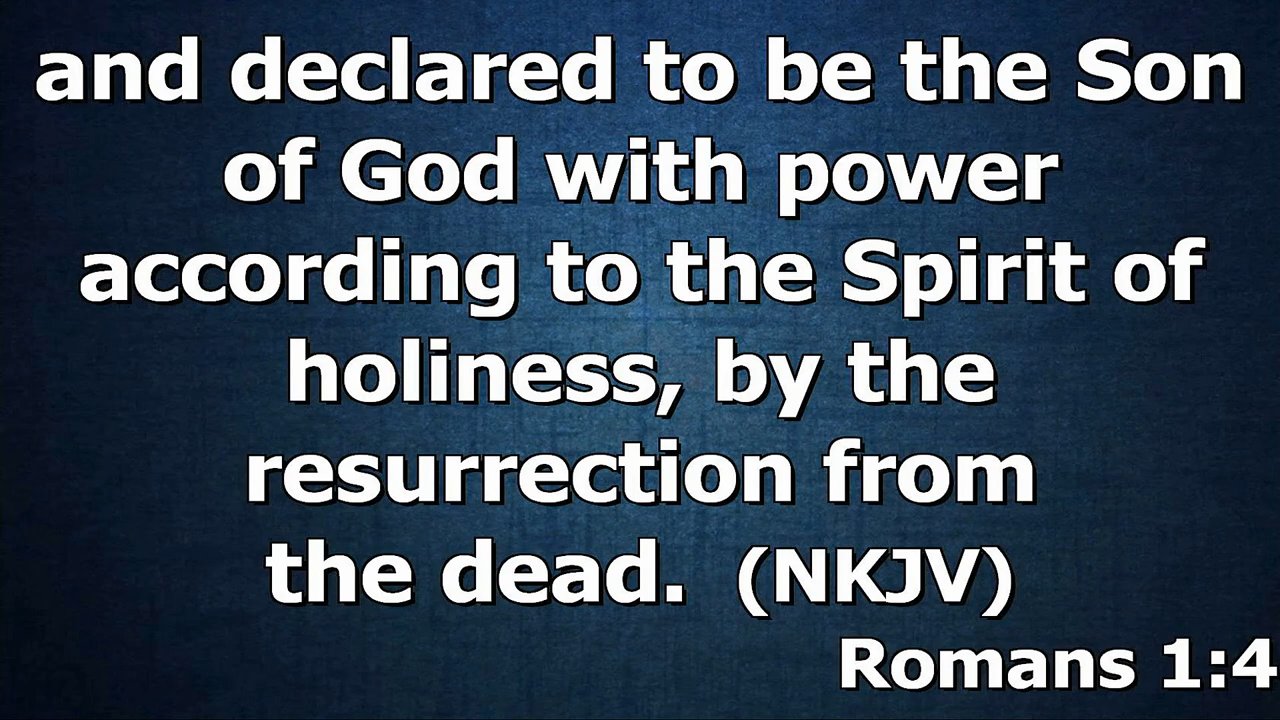 and declared to be the Son
of God with power
according to the Spirit of
holiness, by the
resurrection from
the dead. (NKJV)
Romans 1:4